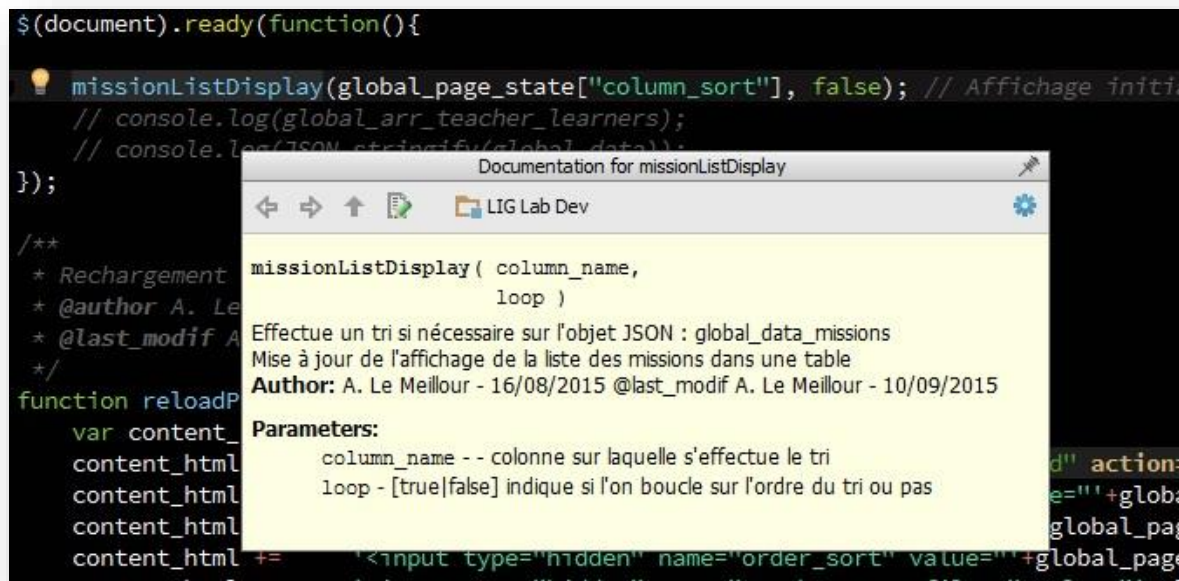 $(document).ready(function(){
missionListDisplay(global_page_state["column_sort"], false); // Affichage initia
// console.log(global_arr_teacher_learners);
// console.log(JSON.stringify(global_data));
});
Documentation for missionListDisplay
LIG Lab Dev
/**
* Rechargement
* @author A. Le
* @last_modif A
*/
missionListDisplay( column_name,
loop )
Effectue un tri si nécessaire sur l'objet JSON : global_data_missions
Mise à jour de l'affichage de la liste des missions dans une table
Author: A. Le Meillour - 16/08/2015 @last_modif A. Le Meillour - 10/09/2015
Parameters:
column_name - - colonne sur laquelle s'effectue le tri
loop - [true|false] indique si l'on boucle sur l'ordre du tri ou pas
function reloadP
var content_
content_html d" action=
content_html e="'+globa
content_html global_pag
content_html += '<input type="hidden" name="order_sort" value="'+global_page